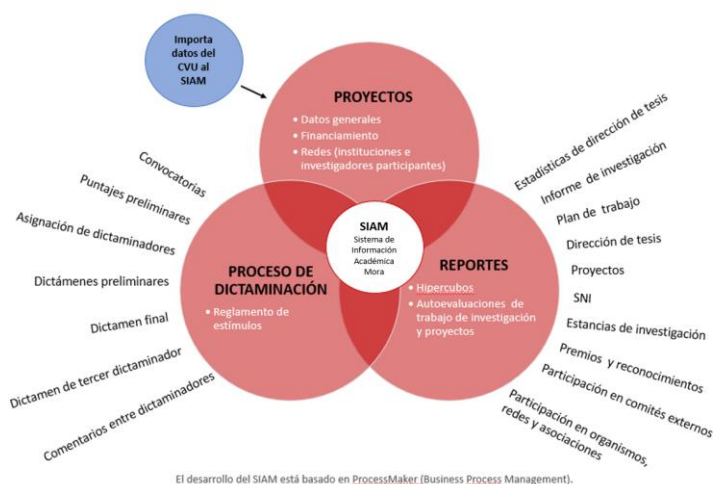 Importa
datos del
CVU al
SIAM
PROYECTOS
• Datos generales
• Financiamiento
• Redes (instituciones e
investigadores participantes)
SIAM
Sistema de
Información
Académica
Mora
PROCESO DE
DICTAMINACIÓN
• Reglamento de
estímulos
REPORTES
• Hipercubos
• Autoevaluaciones de
trabajo de investigación
y proyectos
Convocatorias
Puntajes preliminares
Asignación de dictaminadores
Dictámenes preliminares
Dictamen final
Dictamen de tercer dictaminador
Comentarios entre dictaminadores
Estadísticas de dirección de tesis
Informe de investigación
Plan de trabajo
Dirección de tesis
Proyectos
SNI
Estancias de investigación
Premios y reconocimientos
Participación en comités externos
Participación en organismos,
redes y asociaciones
El desarrollo del SIAM está basado en ProcessMaker (Business Process Management).